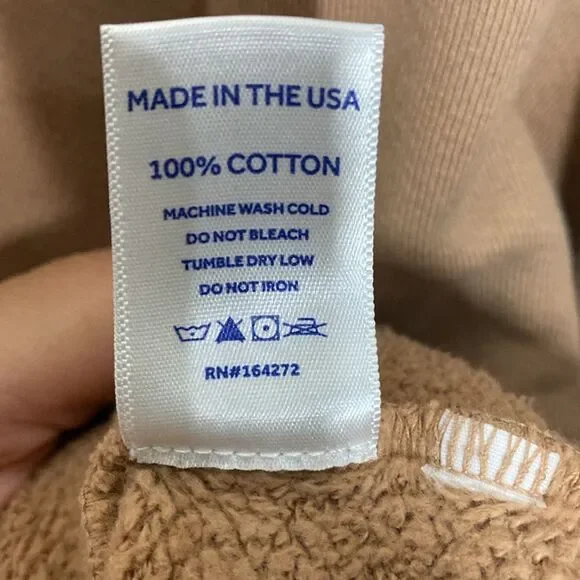 MADE IN THE USA
100% COTTON
MACHINE WASH COLD
DO NOT BLEACH
TUMBLE DRY LOW
DO NOT IRON
RN#164272